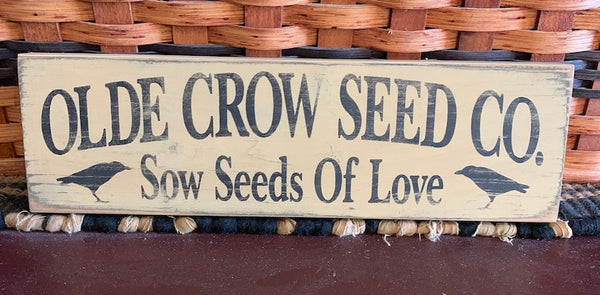 OLDE CROW SEED CO.
Sow Seeds Of Love